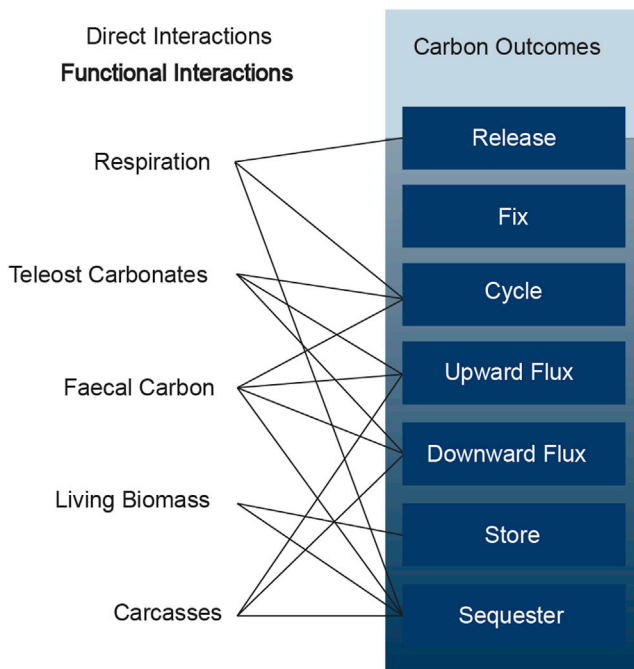 Direct Interactions
Functional Interactions
Respiration
Teleost Carbonates
Faecal Carbon
Living Biomass
Carcasses
Carbon Outcomes
Release
Fix
Cycle
Upward Flux
Downward Flux
Store
Sequester